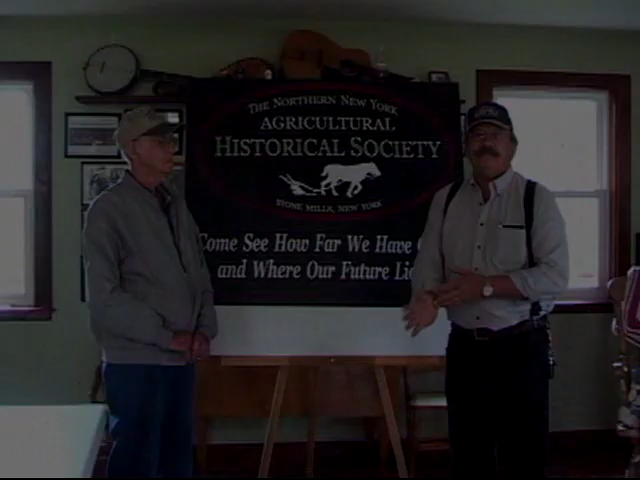 The Northern New York
Agricultural
Historical Society
Stone Mills, New York
Come See How Far We Have
and Where Our Future